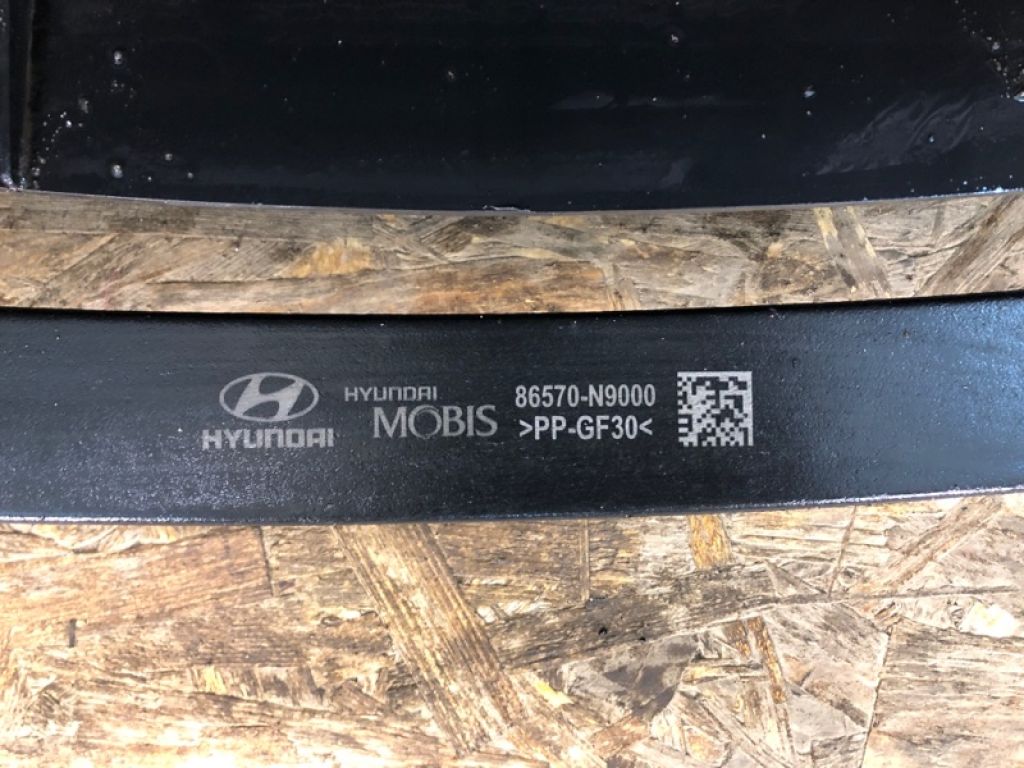 HYUNDAI
HYUNDAI
MOBIS
86570-N9000
>PP-GF30<